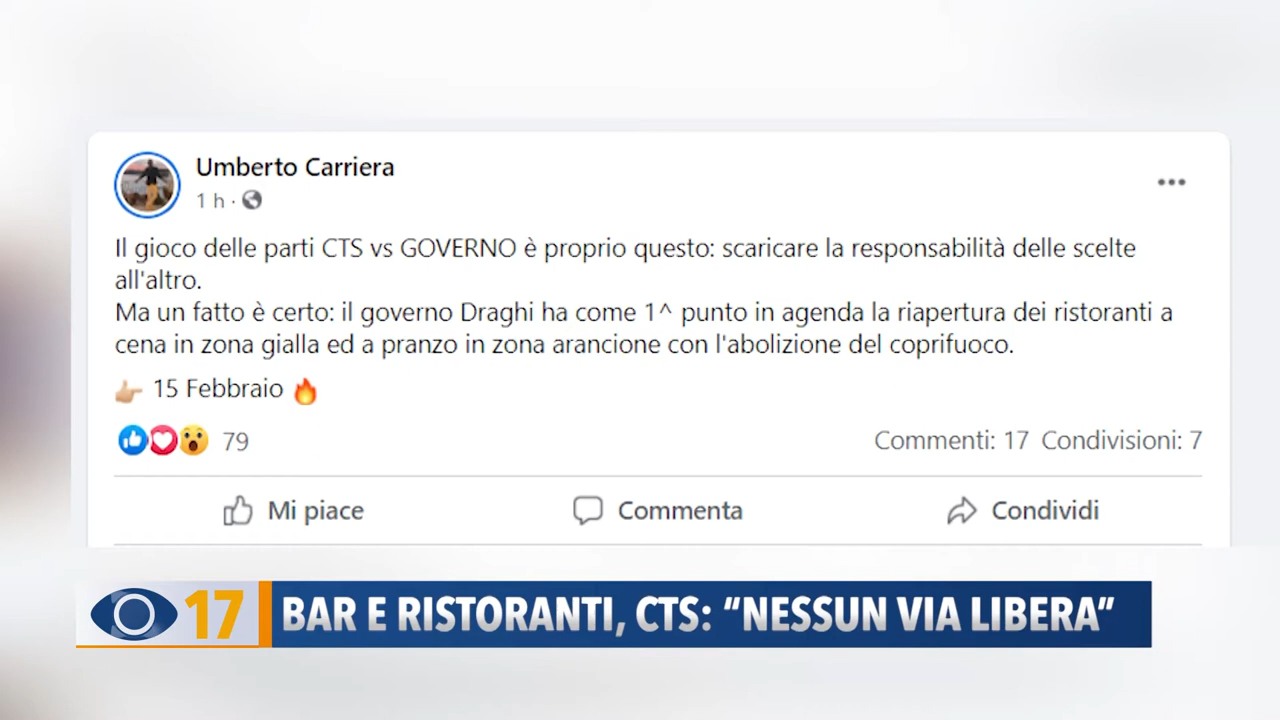 Umberto Carriera
1 h ·
Il gioco delle parti CTS vs GOVERNO è proprio questo: scaricare la responsabilità delle scelte
all'altro.
Ma un fatto è certo: il governo Draghi ha come 1^ punto in agenda la riapertura dei ristoranti a
cena in zona gialla ed a pranzo in zona arancione con l'abolizione del coprifuoco.
👉🏼 15 Febbraio 🔥
79
Commenti: 17 Condivisioni: 7
Mi piace
Commenta
Condividi
17
BAR E RISTORANTI, CTS: “NESSUN VIA LIBERA”